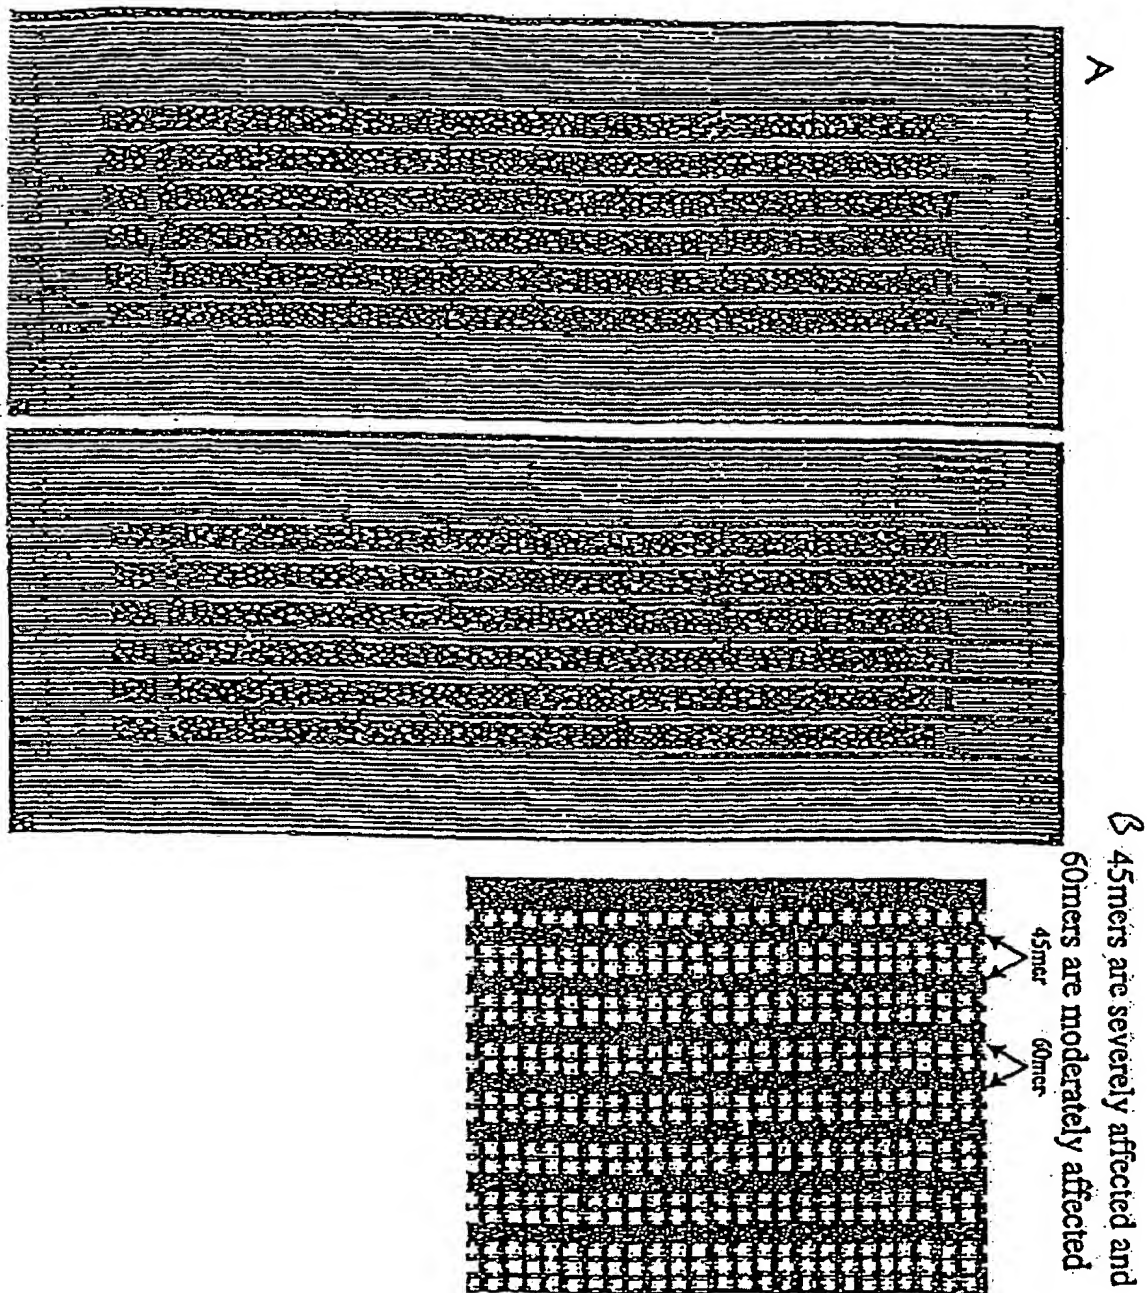 A
B 45mers are severely affected and
60mers are moderately affected
45mer
60mer